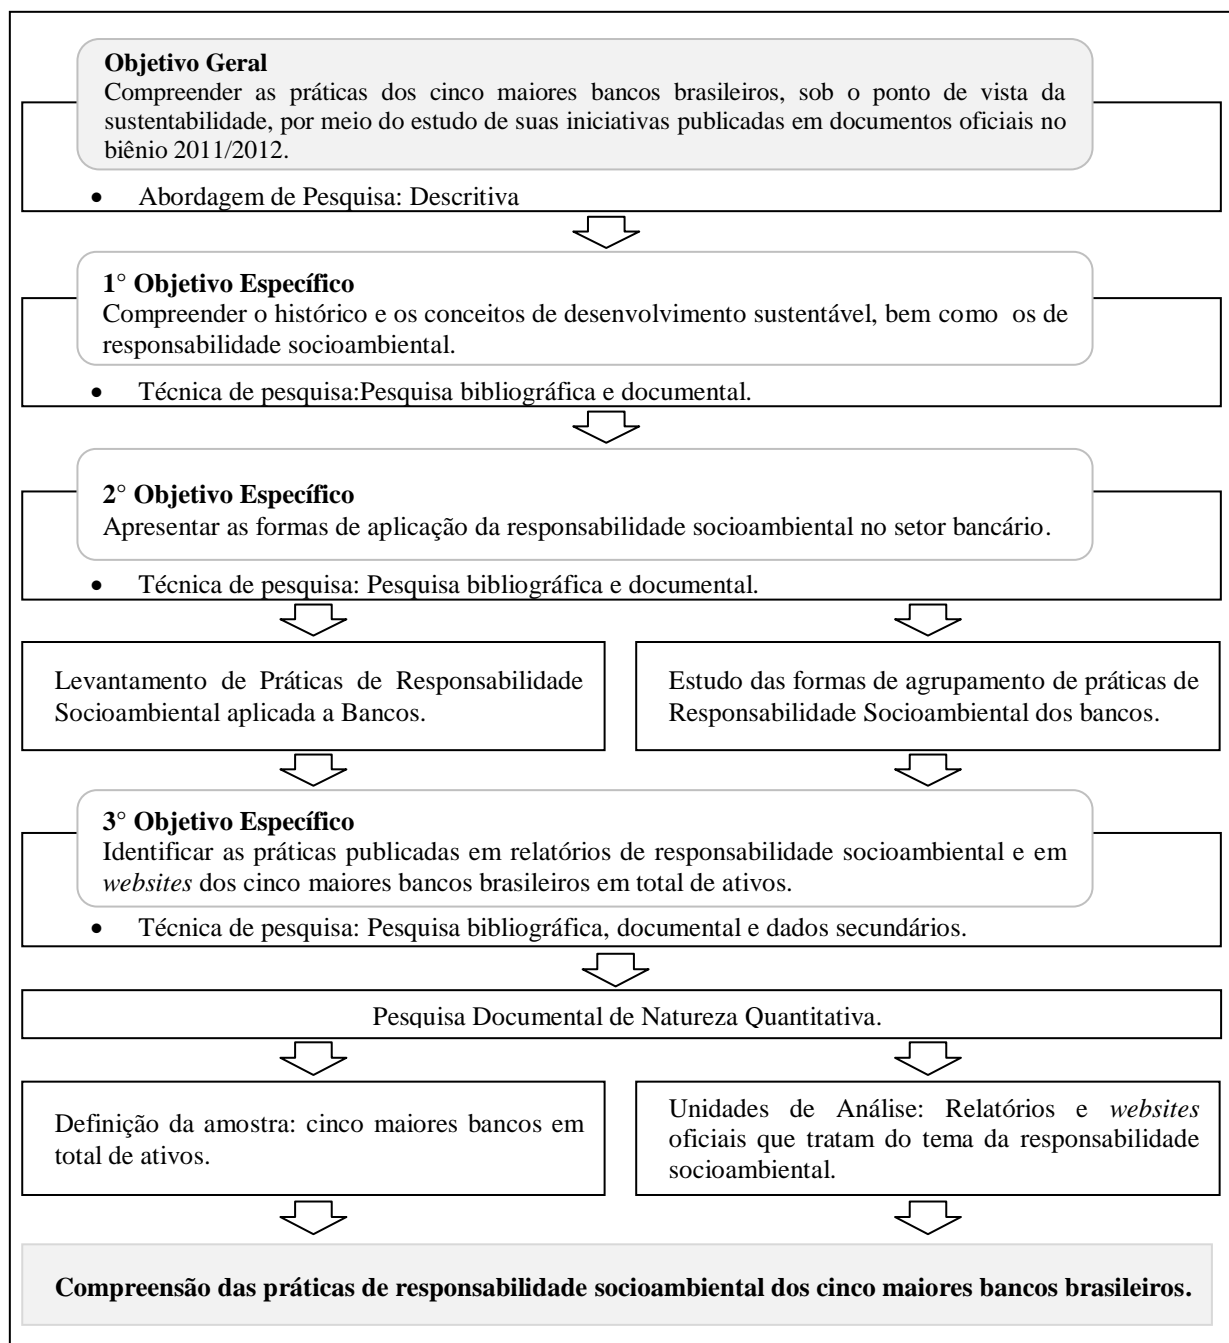 Objetivo Geral
Compreender as práticas dos cinco maiores bancos brasileiros, sob o ponto de vista da
sustentabilidade, por meio do estudo de suas iniciativas publicadas em documentos oficiais no
biênio 2011/2012.
• Abordagem de Pesquisa: Descritiva
1° Objetivo Específico
Compreender o histórico e os conceitos de desenvolvimento sustentável, bem como os de
responsabilidade socioambiental.
• Técnica de pesquisa:Pesquisa bibliográfica e documental.
2° Objetivo Específico
Apresentar as formas de aplicação da responsabilidade socioambiental no setor bancário.
• Técnica de pesquisa: Pesquisa bibliográfica e documental.
Levantamento de Práticas de Responsabilidade
Socioambiental aplicada a Bancos.
Estudo das formas de agrupamento de práticas de
Responsabilidade Socioambiental dos bancos.
3° Objetivo Específico
Identificar as práticas publicadas em relatórios de responsabilidade socioambiental e em
websites dos cinco maiores bancos brasileiros em total de ativos.
• Técnica de pesquisa: Pesquisa bibliográfica, documental e dados secundários.
Pesquisa Documental de Natureza Quantitativa.
Definição da amostra: cinco maiores bancos em
total de ativos.
Unidades de Análise: Relatórios e websites
oficiais que tratam do tema da responsabilidade
socioambiental.
Compreensão das práticas de responsabilidade socioambiental dos cinco maiores bancos brasileiros.